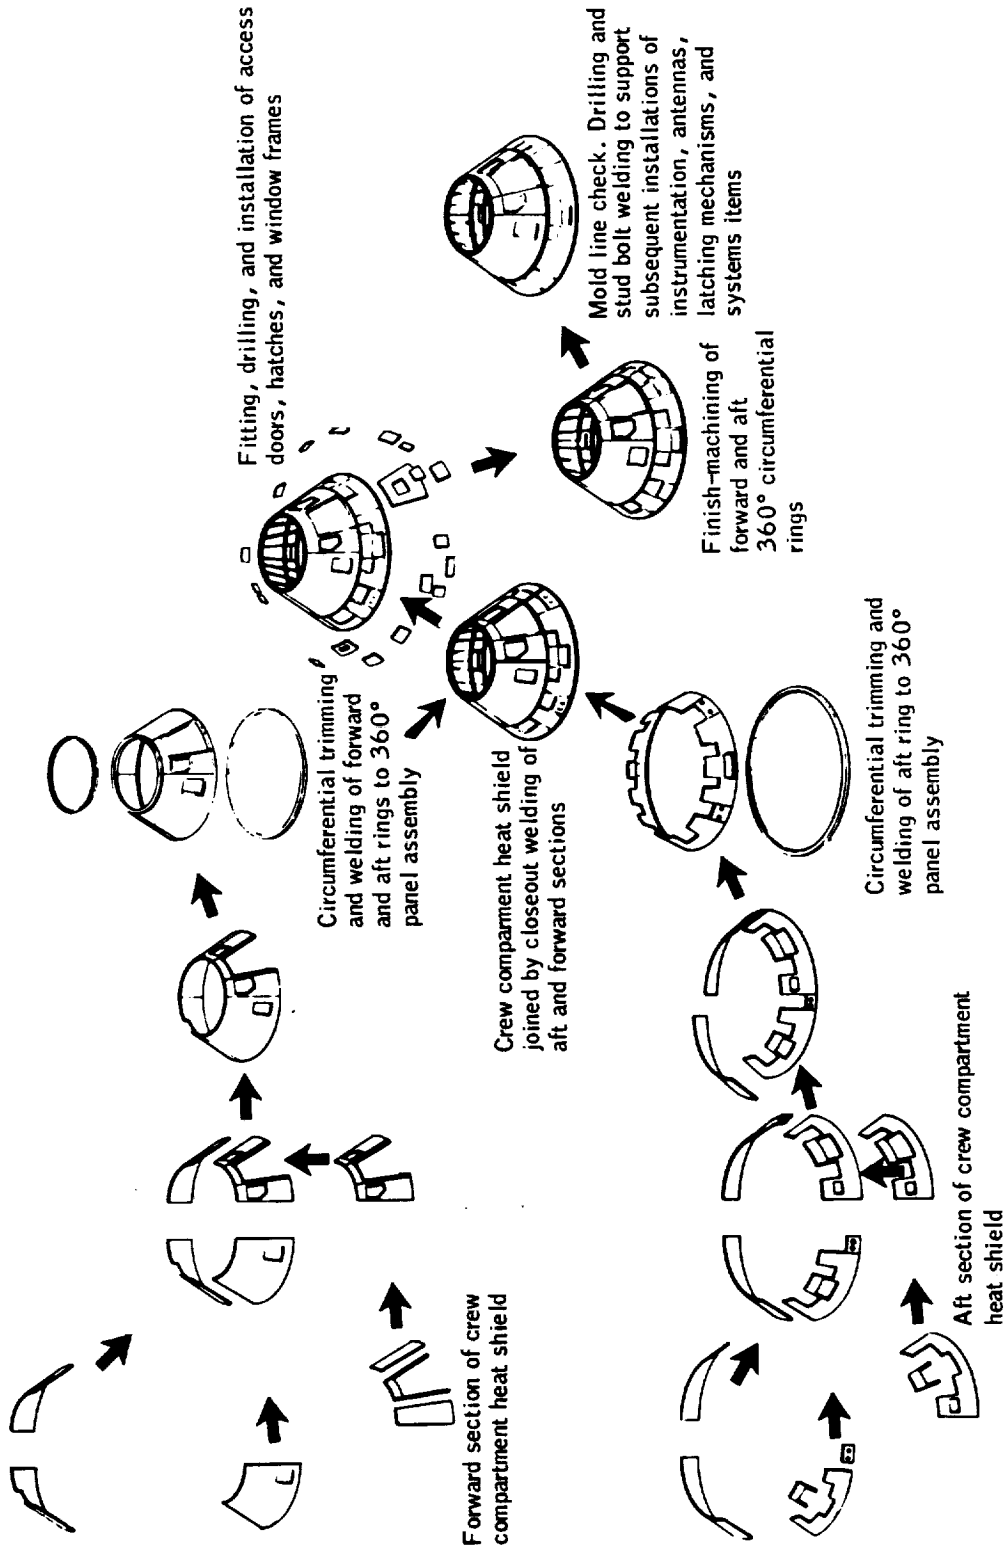 Forward section of crew
compartment heat shield
Aft section of crew compartment
heat shield
Circumferential trimming
and welding of forward
and aft rings to 360°
panel assembly
Crew comparment heat shield
joined by closeout welding of
aft and forward sections
Circumferential trimming and
welding of aft ring to 360°
panel assembly
Fitting, drilling, and installation of access
doors, hatches, and window frames
Finish-machining of
forward and aft
360° circumferential
rings
Mold line check. Drilling and
stud bolt welding to support
subsequent installations of
instrumentation, antennas,
latching mechanisms, and
systems items